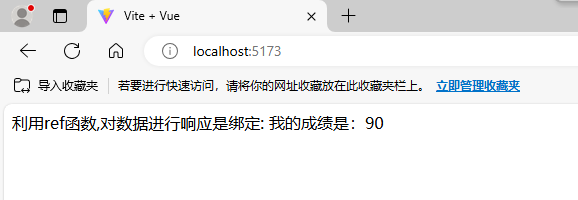 Vite + Vue
localhost:5173
导入收藏夹 若要进行快速访问，请将你的网址收藏放在此收藏夹栏上。 立即管理收藏夹
利用ref函数,对数据进行响应是绑定: 我的成绩是：90